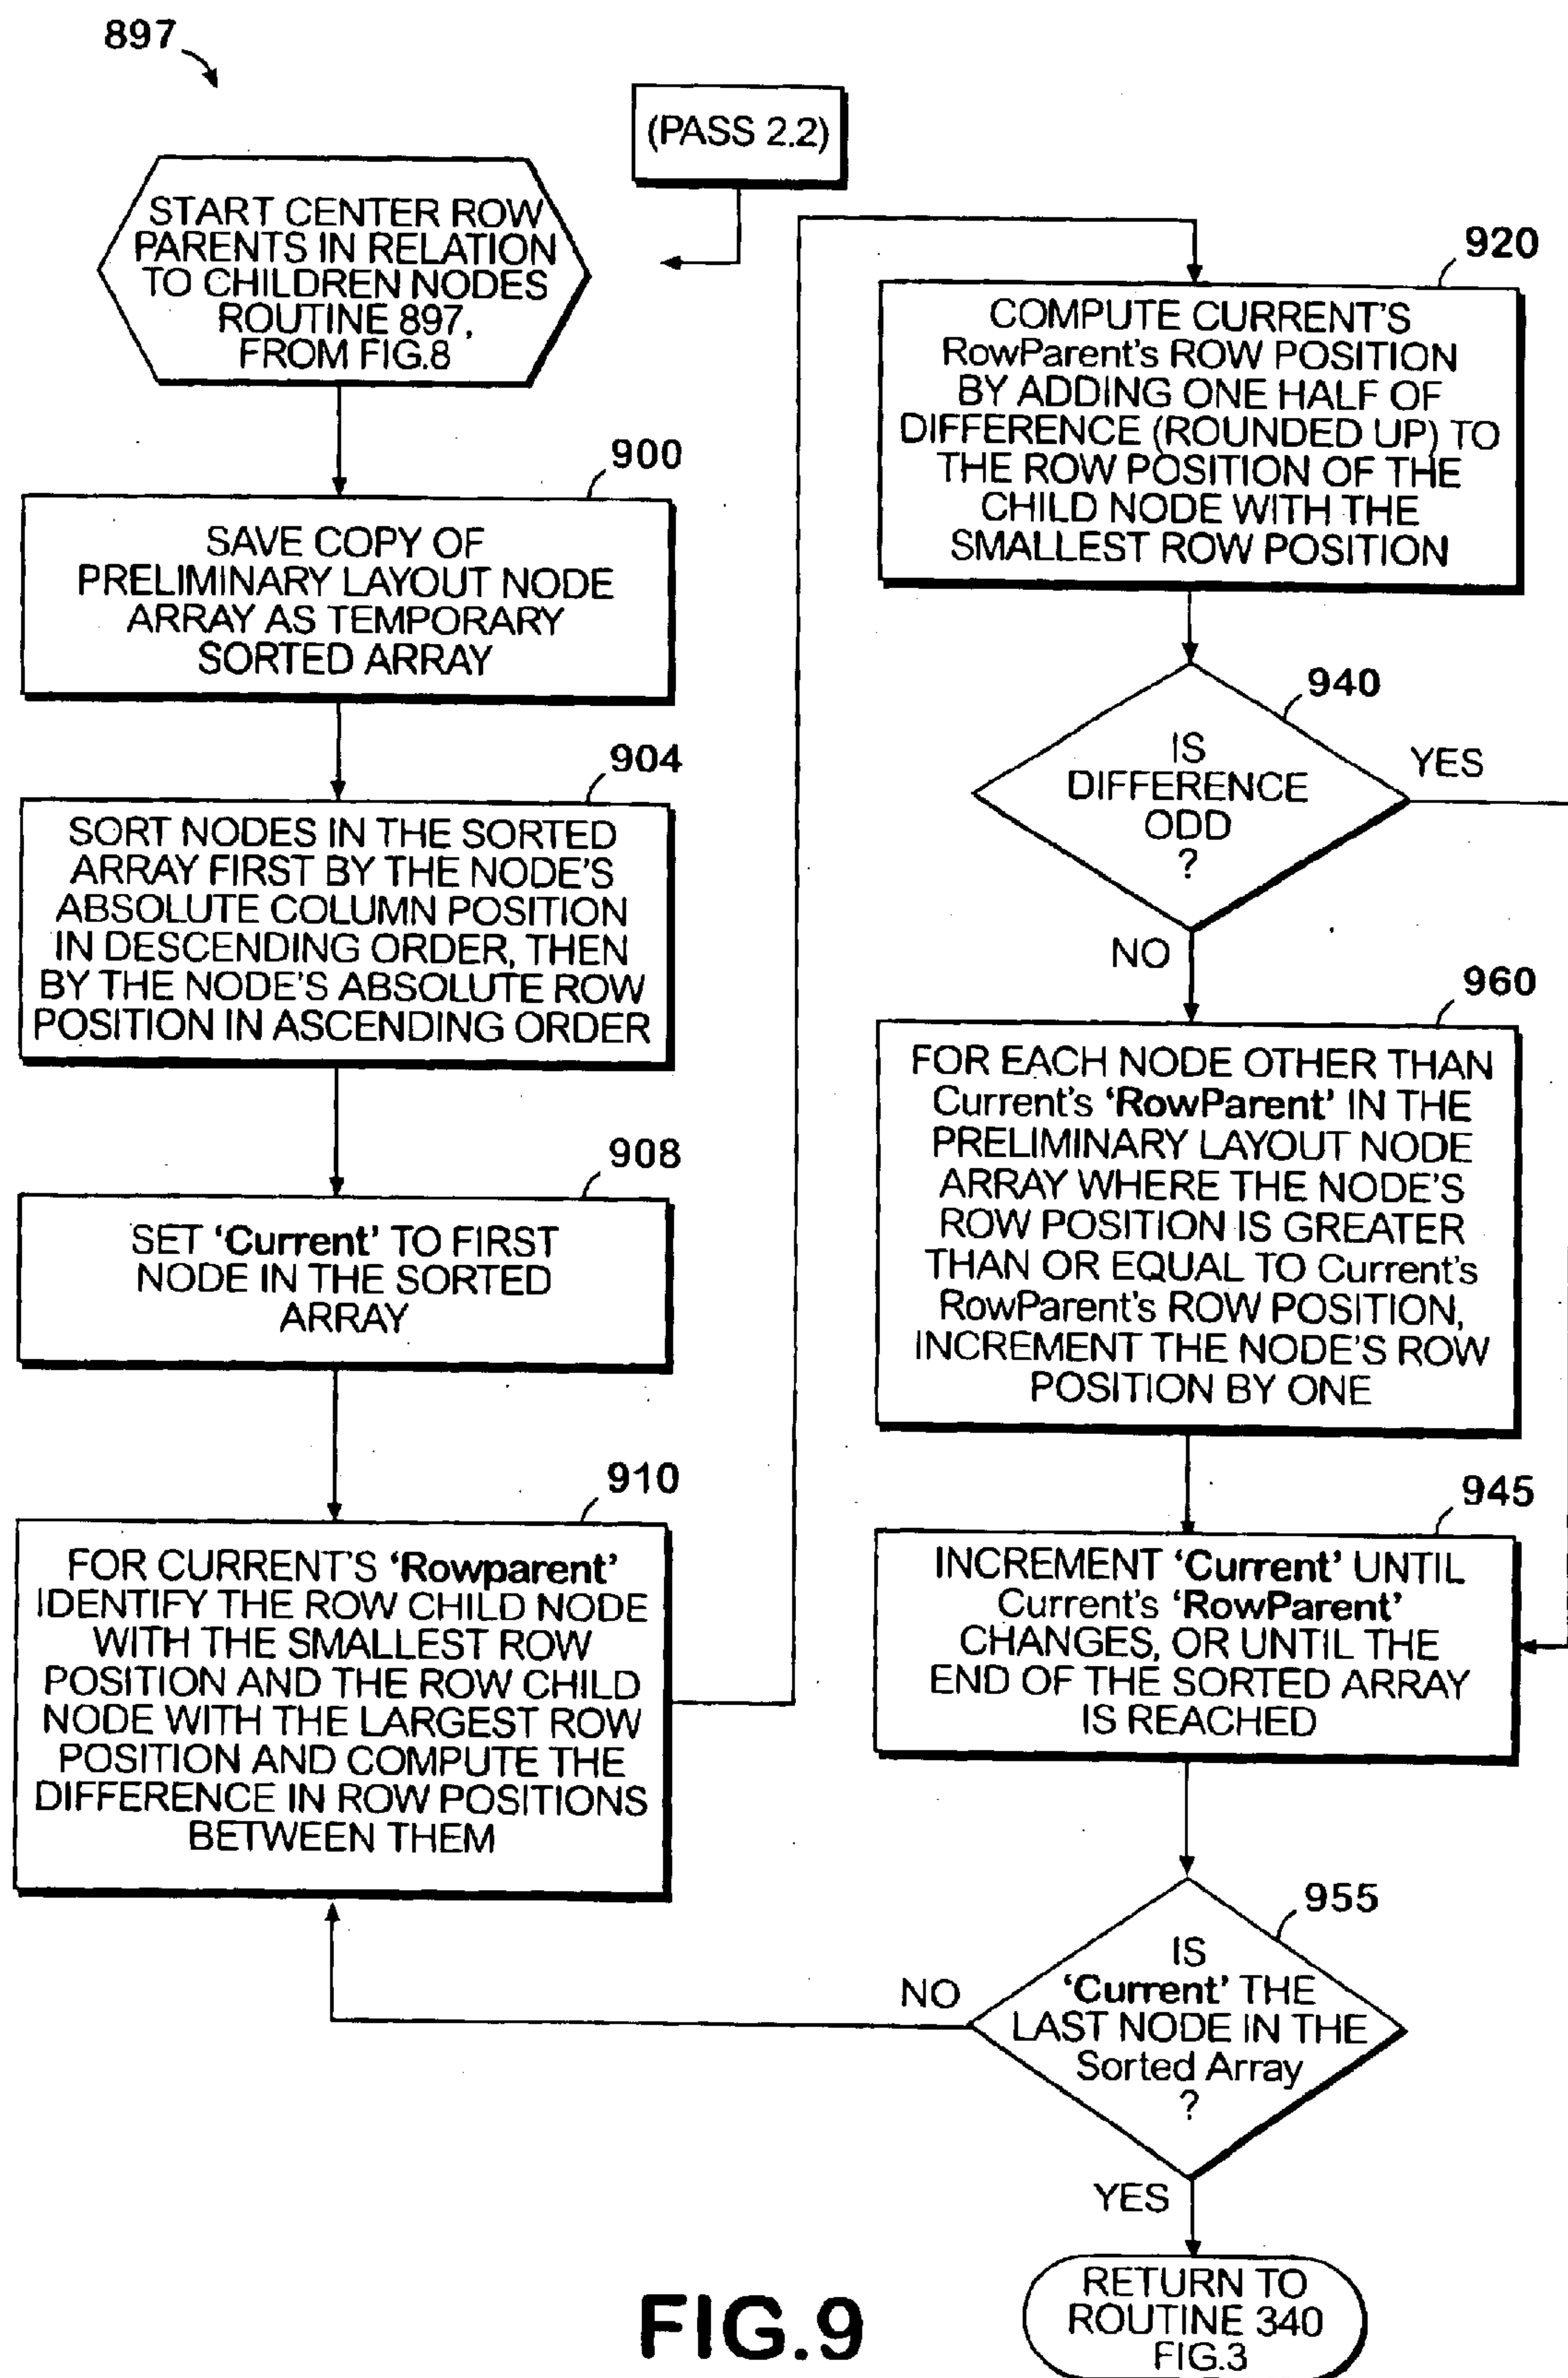 897
(PASS 2.2)
START CENTER ROW
PARENTS IN RELATION
TO CHILDREN NODES
ROUTINE 897,
FROM FIG.8
900
SAVE COPY OF
PRELIMINARY LAYOUT NODE
ARRAY AS TEMPORARY
SORTED ARRAY
904
SORT NODES IN THE SORTED
ARRAY FIRST BY THE NODE'S
ABSOLUTE COLUMN POSITION
IN DESCENDING ORDER, THEN
BY THE NODE'S ABSOLUTE ROW
POSITION IN ASCENDING ORDER
908
SET 'Current' TO FIRST
NODE IN THE SORTED
ARRAY
910
FOR CURRENT'S 'Rowparent'
IDENTIFY THE ROW CHILD NODE
WITH THE SMALLEST ROW
POSITION AND THE ROW CHILD
NODE WITH THE LARGEST ROW
POSITION AND COMPUTE THE
DIFFERENCE IN ROW POSITIONS
BETWEEN THEM
920
COMPUTE CURRENT'S
RowParent's ROW POSITION
BY ADDING ONE HALF OF
DIFFERENCE (ROUNDED UP) TO
THE ROW POSITION OF THE
CHILD NODE WITH THE
SMALLEST ROW POSITION
940
IS
DIFFERENCE
ODD
?
YES
NO
960
FOR EACH NODE OTHER THAN
Current's 'RowParent' IN THE
PRELIMINARY LAYOUT NODE
ARRAY WHERE THE NODE'S
ROW POSITION IS GREATER
THAN OR EQUAL TO Current's
RowParent's ROW POSITION,
INCREMENT THE NODE'S ROW
POSITION BY ONE
945
INCREMENT 'Current' UNTIL
Current's 'RowParent'
CHANGES, OR UNTIL THE
END OF THE SORTED ARRAY
IS REACHED
955
IS
'Current' THE
LAST NODE IN THE
Sorted Array
?
NO
YES
RETURN TO
ROUTINE 340
FIG.3
FIG.9